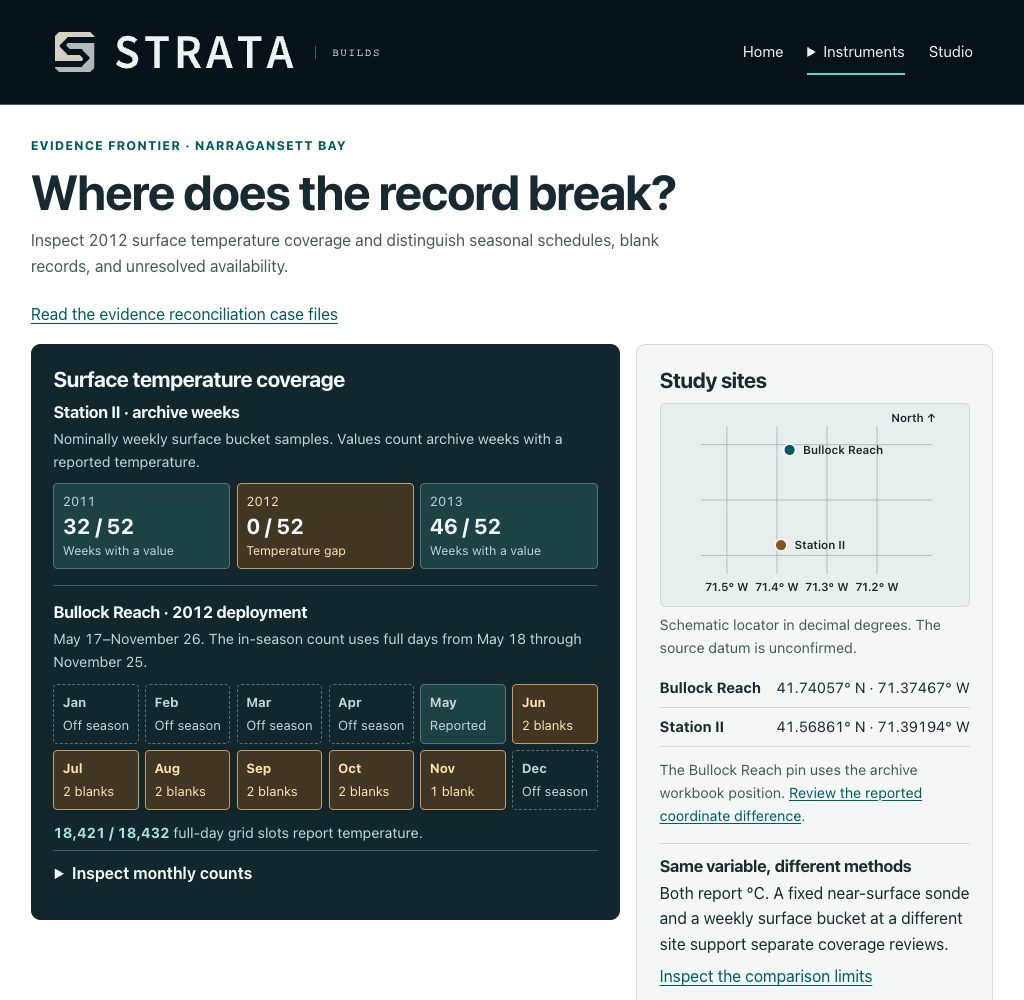 STRATA
BUILDS
Home
Instruments
Studio
EVIDENCE FRONTIER · NARRAGANSETT BAY
Where does the record break?
Inspect 2012 surface temperature coverage and distinguish seasonal schedules, blank
records, and unresolved availability.
Read the evidence reconciliation case files
Surface temperature coverage
Station II · archive weeks
Nominally weekly surface bucket samples. Values count archive weeks with a
reported temperature.
2011
32 / 52
Weeks with a value
2012
0 / 52
Temperature gap
2013
46 / 52
Weeks with a value
Bullock Reach · 2012 deployment
May 17–November 26. The in-season count uses full days from May 18 through
November 25.
Jan
Off season
Feb
Off season
Mar
Off season
Apr
Off season
May
Reported
Jun
2 blanks
Jul
2 blanks
Aug
2 blanks
Sep
2 blanks
Oct
2 blanks
Nov
1 blank
Dec
Off season
18,421 / 18,432 full-day grid slots report temperature.
Inspect monthly counts
Study sites
North ↑
Bullock Reach
Station II
71.5° W 71.4° W 71.3° W 71.2° W
Schematic locator in decimal degrees. The
source datum is unconfirmed.
Bullock Reach 41.74057° N · 71.37467° W
Station II 41.56861° N · 71.39194° W
The Bullock Reach pin uses the archive
workbook position. Review the reported
coordinate difference.
Same variable, different methods
Both report °C. A fixed near-surface sonde
and a weekly surface bucket at a different
site support separate coverage reviews.
Inspect the comparison limits